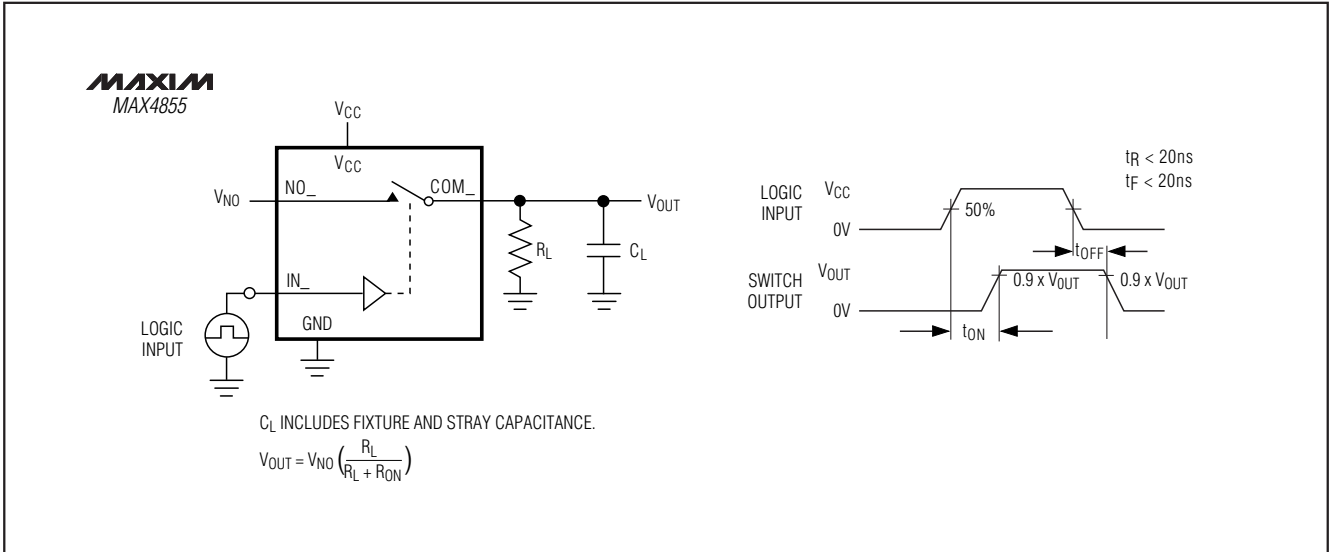 MAXIM
MAX4855
VCC
VCC
VNO
NO_
COM_
VOUT
RL
CL
IN_
GND
LOGIC
INPUT
CL INCLUDES FIXTURE AND STRAY CAPACITANCE.
VOUT = VNO (RL / RL + RON)
tR < 20ns
tF < 20ns
LOGIC
INPUT
VCC
50%
0V
tOFF
SWITCH
OUTPUT
VOUT
0.9 x VOUT
0.9 x VOUT
0V
tON